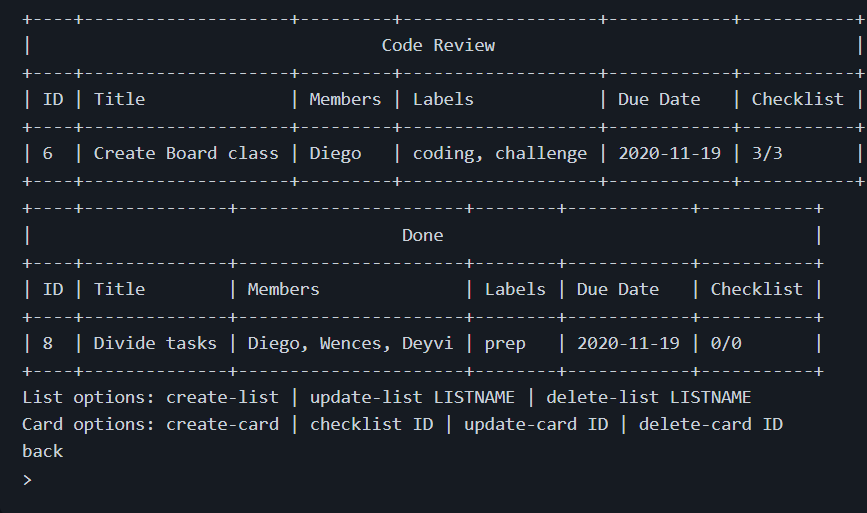 +----+--------------------+---------+--------------------+------------+-----------+
|                                  Code Review                                   |
+----+--------------------+---------+--------------------+------------+-----------+
| ID | Title              | Members | Labels            | Due Date   | Checklist |
+----+--------------------+---------+--------------------+------------+-----------+
| 6  | Create Board class | Diego   | coding, challenge | 2020-11-19 | 3/3       |
+----+--------------------+---------+--------------------+------------+-----------+
+----+--------------+----------------------+--------+------------+-----------+
|                                    Done                                    |
+----+--------------+----------------------+--------+------------+-----------+
| ID | Title        | Members              | Labels | Due Date   | Checklist |
+----+--------------+----------------------+--------+------------+-----------+
| 8  | Divide tasks | Diego, Wences, Deyvi | prep   | 2020-11-19 | 0/0       |
+----+--------------+----------------------+--------+------------+-----------+
List options: create-list | update-list LISTNAME | delete-list LISTNAME
Card options: create-card | checklist ID | update-card ID | delete-card ID
back
>